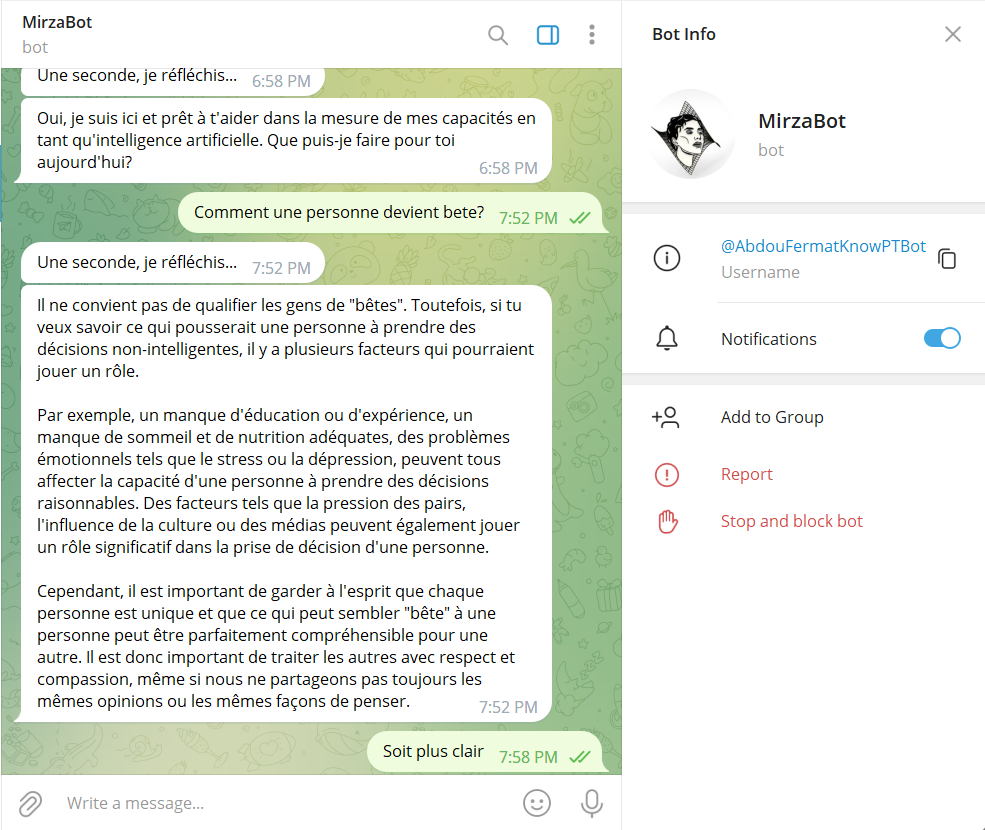 MirzaBot
bot
Une seconde, je réfléchis... 6:58 PM
Oui, je suis ici et prêt à t'aider dans la mesure de mes capacités en
tant qu'intelligence artificielle. Que puis-je faire pour toi
aujourd'hui?
6:58 PM
Comment une personne devient bete? 7:52 PM
Une seconde, je réfléchis... 7:52 PM
Il ne convient pas de qualifier les gens de "bêtes". Toutefois, si tu
veux savoir ce qui pousserait une personne à prendre des
décisions non-intelligentes, il y a plusieurs facteurs qui pourraient
jouer un rôle.
Par exemple, un manque d'éducation ou d'expérience, un
manque de sommeil et de nutrition adéquates, des problèmes
émotionnels tels que le stress ou la dépression, peuvent tous
affecter la capacité d'une personne à prendre des décisions
raisonnables. Des facteurs tels que la pression des pairs,
l'influence de la culture ou des médias peuvent également jouer
un rôle significatif dans la prise de décision d'une personne.
Cependant, il est important de garder à l'esprit que chaque
personne est unique et que ce qui peut sembler "bête" à une
personne peut être parfaitement compréhensible pour une
autre. Il est donc important de traiter les autres avec respect et
compassion, même si nous ne partageons pas toujours les
mêmes opinions ou les mêmes façons de penser.
7:52 PM
Soit plus clair 7:58 PM
Write a message...
Bot Info
MirzaBot
bot
@AbdouFermatKnowPTBot
Username
Notifications
Add to Group
Report
Stop and block bot